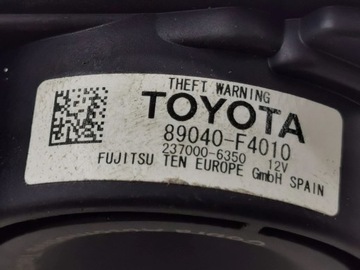 THEFT WARNING
TOYOTA
89040-F4010
237000-6350 12V
FUJITSU TEN EUROPE GmbH SPAIN